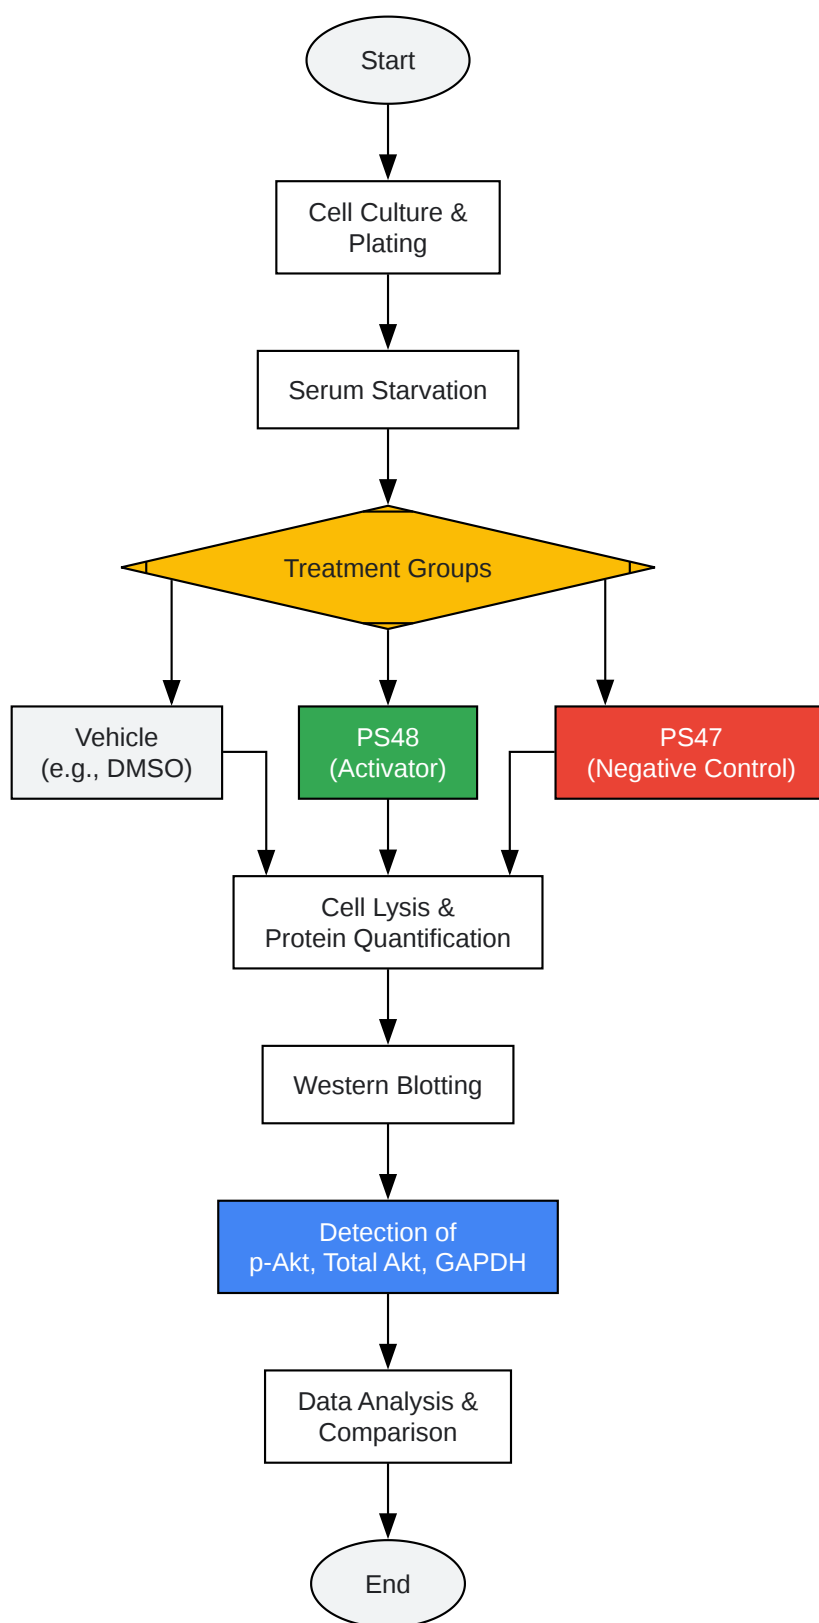 Start
Cell Culture &
Plating
Serum Starvation
Treatment Groups
Vehicle
(e.g., DMSO)
PS48
(Activator)
PS47
(Negative Control)
Cell Lysis &
Protein Quantification
Western Blotting
Detection of
p-Akt, Total Akt, GAPDH
Data Analysis &
Comparison
End